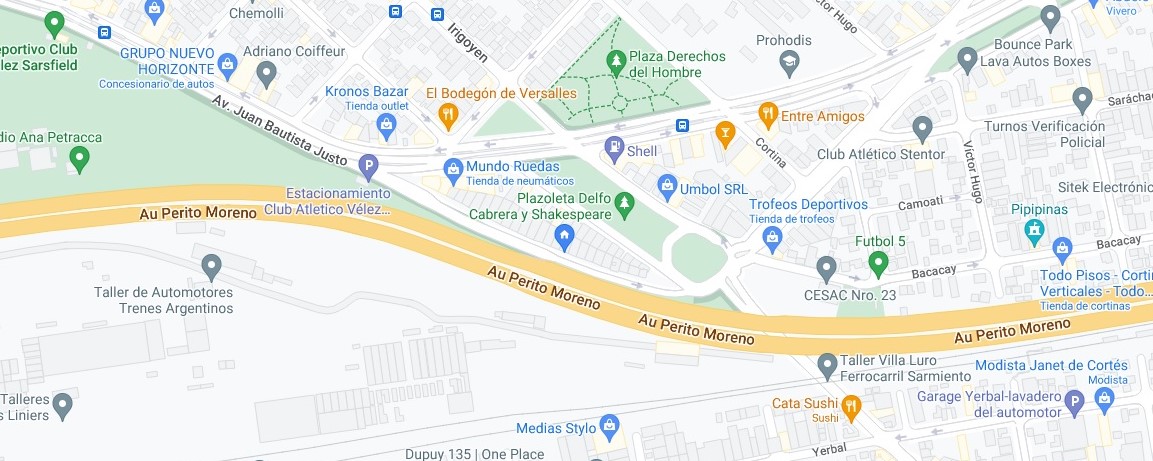 Chemolli
Irigoyen
Víctor Hugo
Vivero
Deportivo Club
Vélez Sarsfield
GRUPO NUEVO
HORIZONTE
Concesionario de autos
Adriano Coiffeur
Plaza Derechos
del Hombre
Prohodis
Bounce Park
Lava Autos Boxes
Kronos Bazar
Tienda outlet
El Bodegón de Versalles
Av. Juan Bautista Justo
Entre Amigos
Turnos Verificación
Policial
Cortina
Club Atlético Stentor
Víctor Hugo
dio Ana Petracca
Shell
Mundo Ruedas
Tienda de neumáticos
Umbol SRL
Estacionamiento
Club Atletico Vélez...
Plazoleta Delfo
Cabrera y Shakespeare
Trofeos Deportivos
Tienda de trofeos
Camoati
Sitek Electrónic
Pipipinas
Au Perito Moreno
Futbol 5
Bacacay
Bacacay
CESAC Nro. 23
Todo Pisos - Corti
Verticales - Todo...
Tienda de cortinas
Taller de Automotores
Trenes Argentinos
Au Perito Moreno
Au Perito Moreno
Au Perito Moreno
Taller Villa Luro
Ferrocarril Sarmiento
Modista Janet de Cortés
Modista
Talleres
s Liniers
Cata Sushi
Sushi
Garage Yerbal-lavadero
del automotor
Medias Stylo
Yerbal
Dupuy 135 | One Place